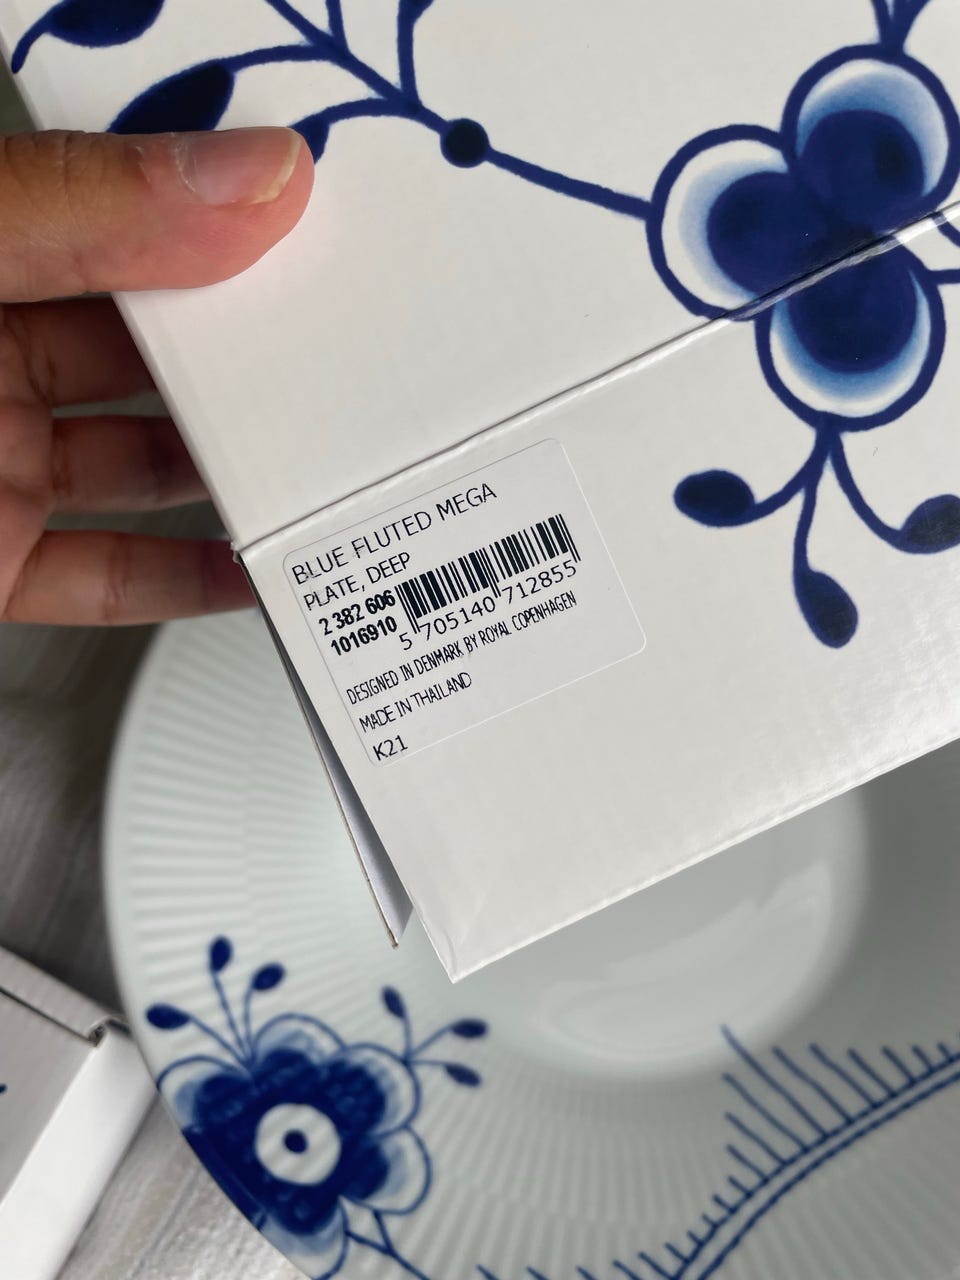 BLUE FLUTED MEGA
PLATE, DEEP
2 382 606
1016910
5 705140 712855
DESIGNED IN DENMARK BY ROYAL COPENHAGEN
MADE IN THAILAND
K21